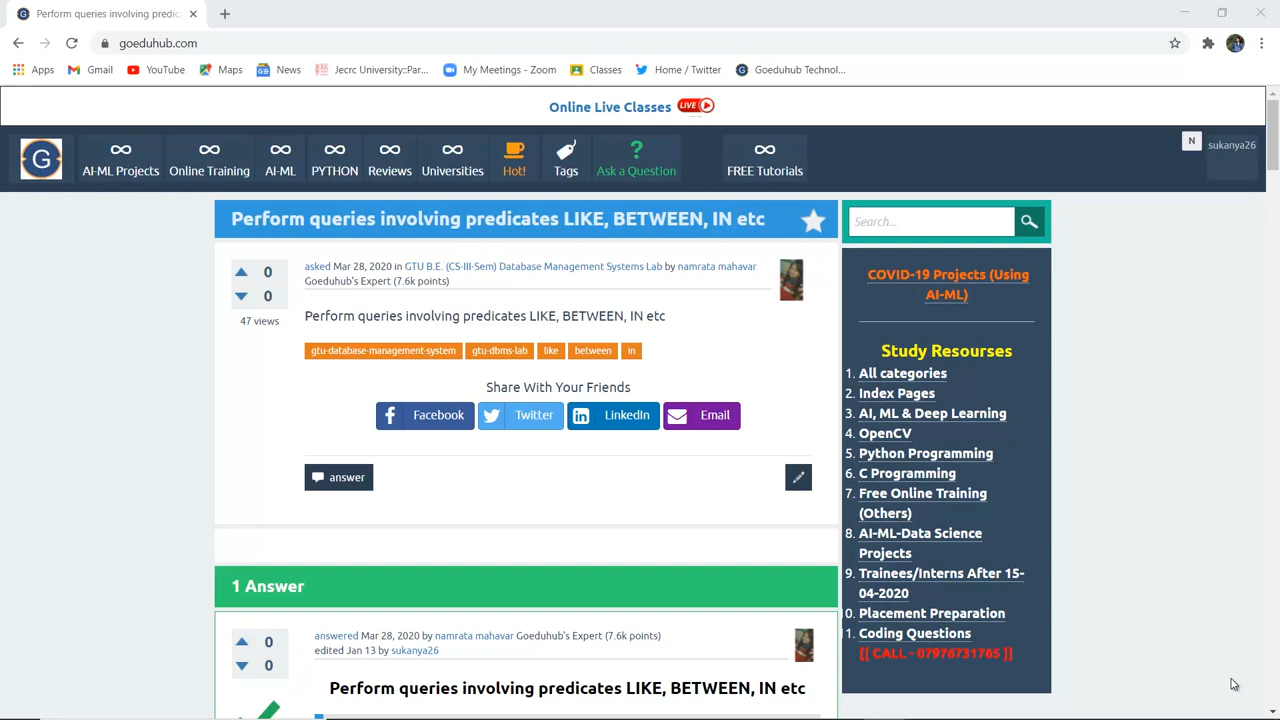 Perform queries involving predic
goeduhub.com
Apps
Gmail
YouTube
Maps
News
Jecrc University::Par...
My Meetings - Zoom
Classes
Home / Twitter
Goeduhub Technol...
Online Live Classes LIVE
G
AI-ML Projects
Online Training
AI-ML
PYTHON
Reviews
Universities
Hot!
Tags
? Ask a Question
FREE Tutorials
N
sukanya26
Perform queries involving predicates LIKE, BETWEEN, IN etc
0
0
47 views
asked Mar 28, 2020 in GTU B.E. (CS-III-Sem) Database Management Systems Lab by namrata mahavar
Goeduhub's Expert (7.6k points)
Perform queries involving predicates LIKE, BETWEEN, IN etc
gtu-database-management-system gtu-dbms-lab like between in
Share With Your Friends
Facebook Twitter LinkedIn Email
answer
1 Answer
0
0
answered Mar 28, 2020 by namrata mahavar Goeduhub's Expert (7.6k points)
edited Jan 13 by sukanya26
Perform queries involving predicates LIKE, BETWEEN, IN etc
Search...
COVID-19 Projects (Using
AI-ML)
Study Resourses
1. All categories
2. Index Pages
3. AI, ML & Deep Learning
4. OpenCV
5. Python Programming
6. C Programming
7. Free Online Training
(Others)
8. AI-ML-Data Science
Projects
9. Trainees/Interns After 15-
04-2020
10. Placement Preparation
11. Coding Questions
[[ CALL - 07976731765 ]]